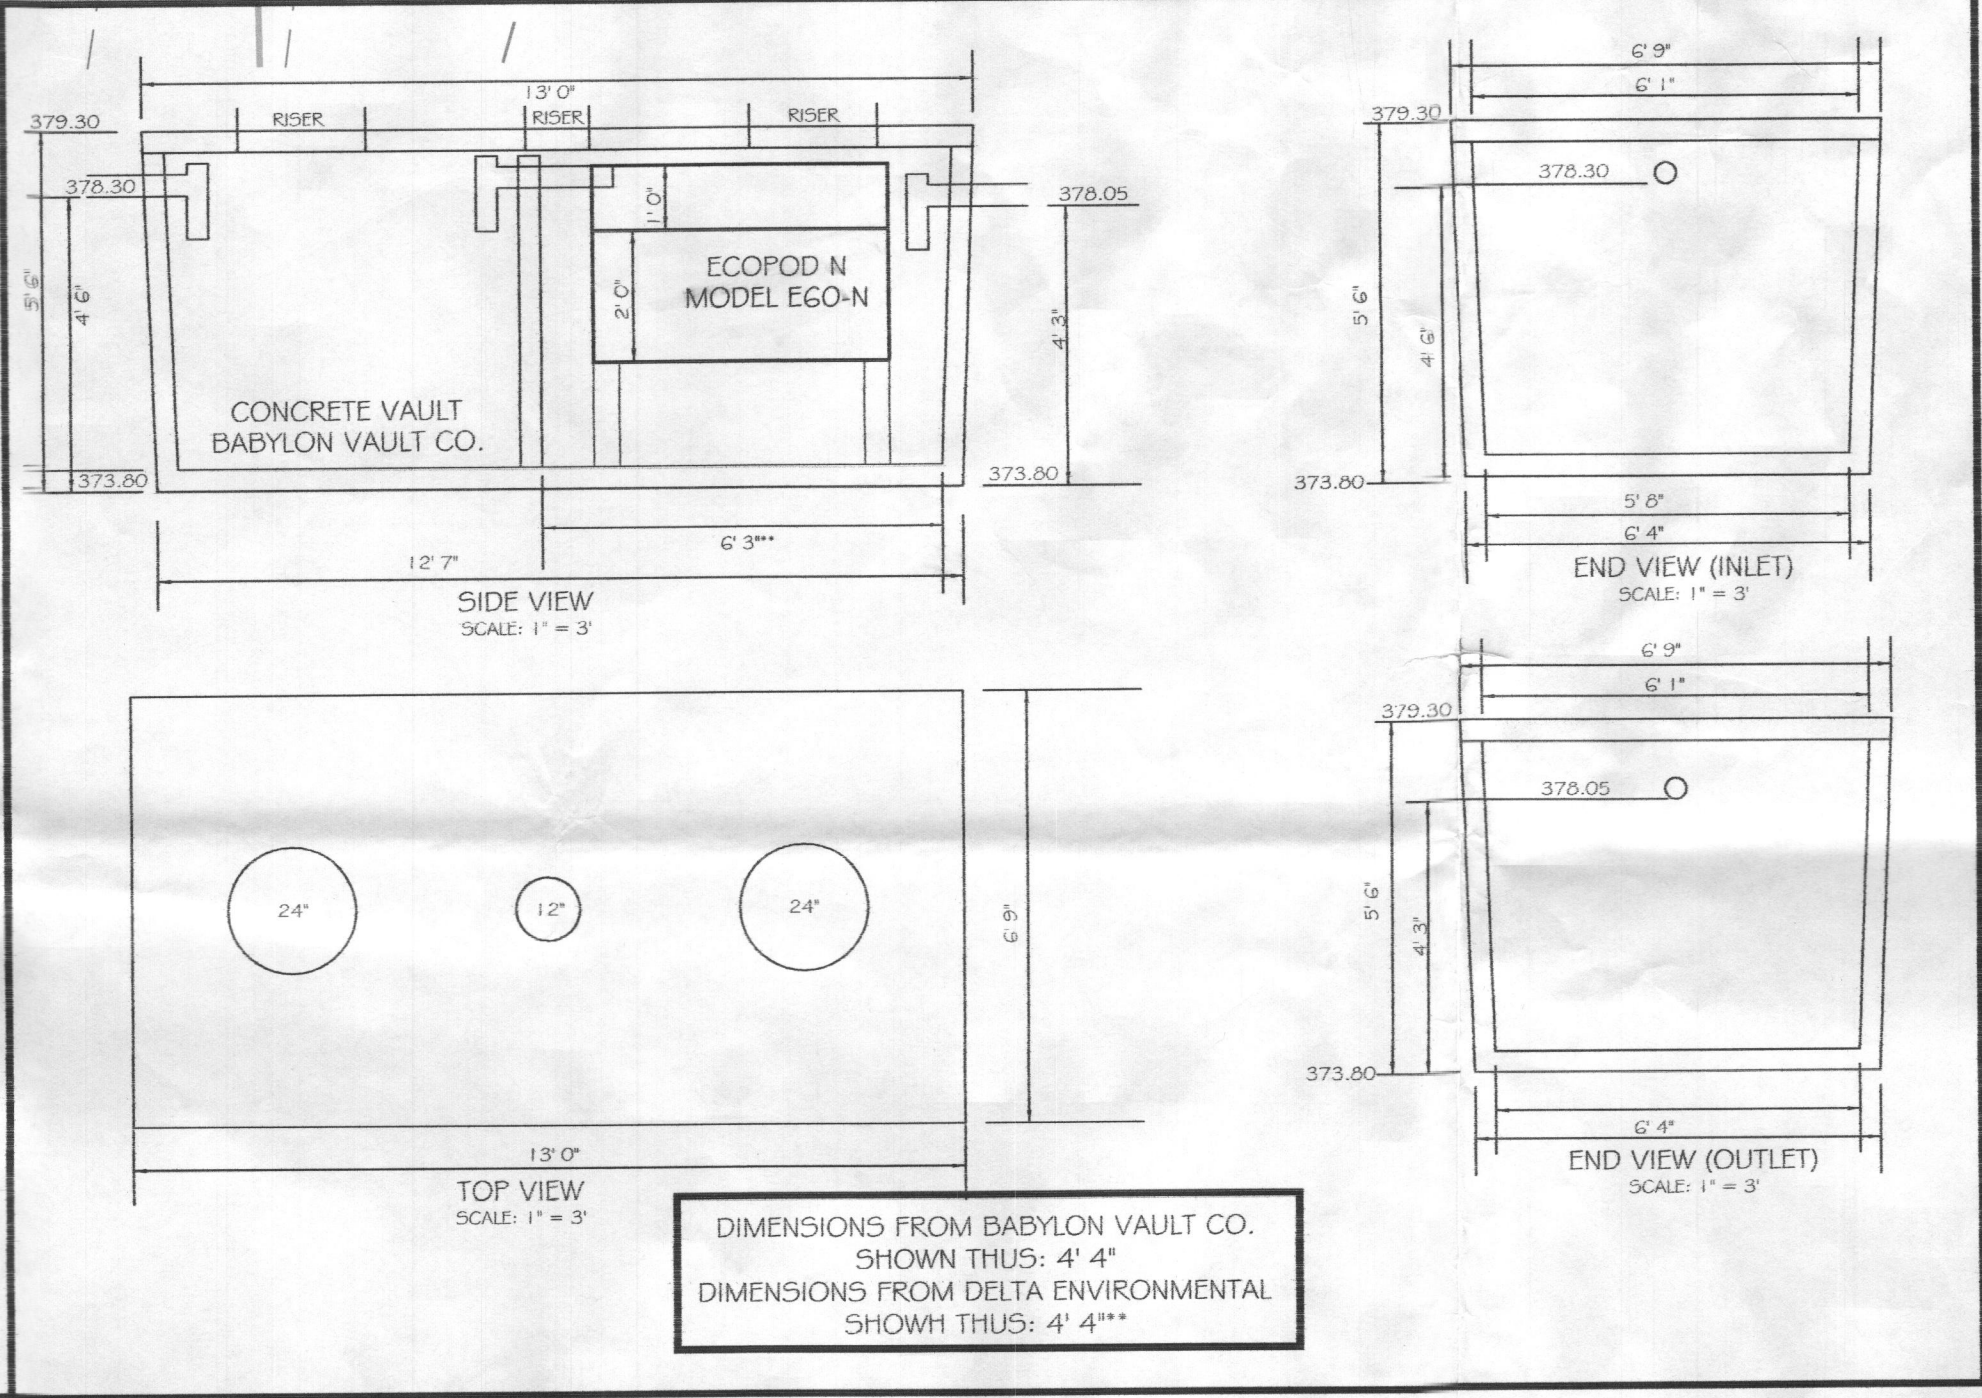 13' 0"
RISER
RISER
RISER
379.30
378.30
5' 6"
4' 6"
1' 0"
2' 0"
ECOPOD N
MODEL E60-N
378.05
4' 3"
CONCRETE VAULT
BABYLON VAULT CO.
373.80
373.80
6' 3"**
12' 7"
SIDE VIEW
SCALE: 1" = 3'
6' 9"
6' 1"
379.30
378.30
5' 6"
4' 6"
373.80
5' 8"
6' 4"
END VIEW (INLET)
SCALE: 1" = 3'
24"
12"
24"
6' 9"
13' 0"
TOP VIEW
SCALE: 1" = 3'
6' 9"
6' 1"
379.30
378.05
5' 6"
4' 3"
373.80
6' 4"
END VIEW (OUTLET)
SCALE: 1" = 3'
DIMENSIONS FROM BABYLON VAULT CO.
SHOWN THUS: 4' 4"
DIMENSIONS FROM DELTA ENVIRONMENTAL
SHOWH THUS: 4' 4"**